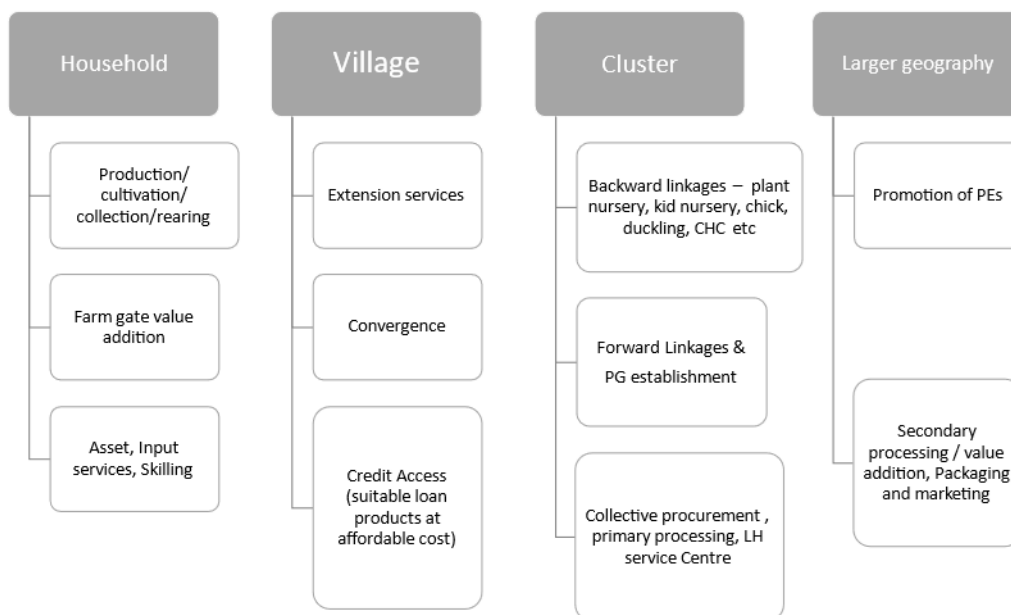 Household
Production/
cultivation/
collection/rearing
Farm gate value
addition
Asset, Input
services, Skilling
Village
Extension services
Convergence
Credit Access
(suitable loan
products at
affordable cost)
Cluster
Backward linkages – plant
nursery, kid nursery, chick,
duckling, CHC etc
Forward Linkages &
PG establishment
Collective procurement ,
primary processing, LH
service Centre
Larger geography
Promotion of PEs
Secondary
processing / value
addition, Packaging
and marketing